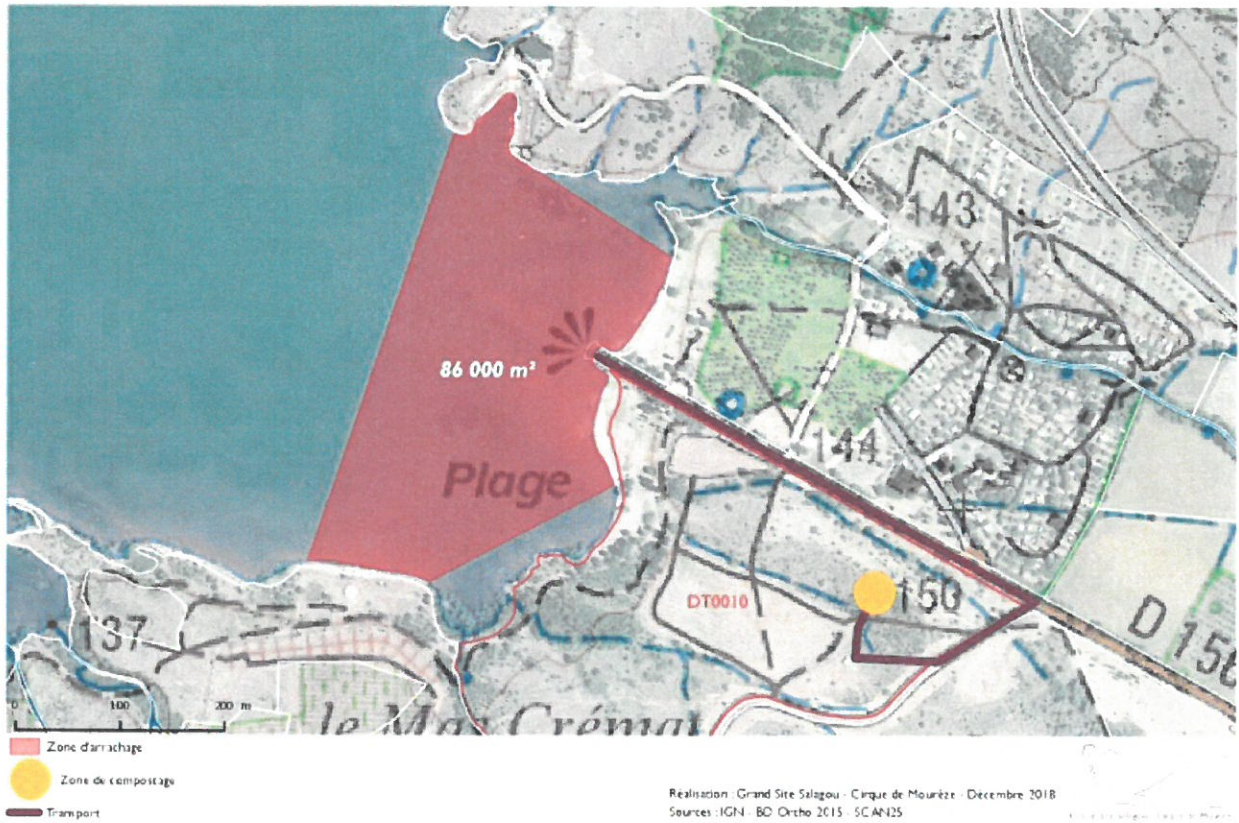 143
86 000 m²
144
Plage
150
DT0010
D 156
137
0 100 200 m
le Mas Crémat
Zone d'arrachage
Zone de compostage
Transport
Réalisation : Grand Site Salagou - Cirque de Mourèze - Décembre 2018
Sources : IGN - BD Ortho 2015 - SCAN25